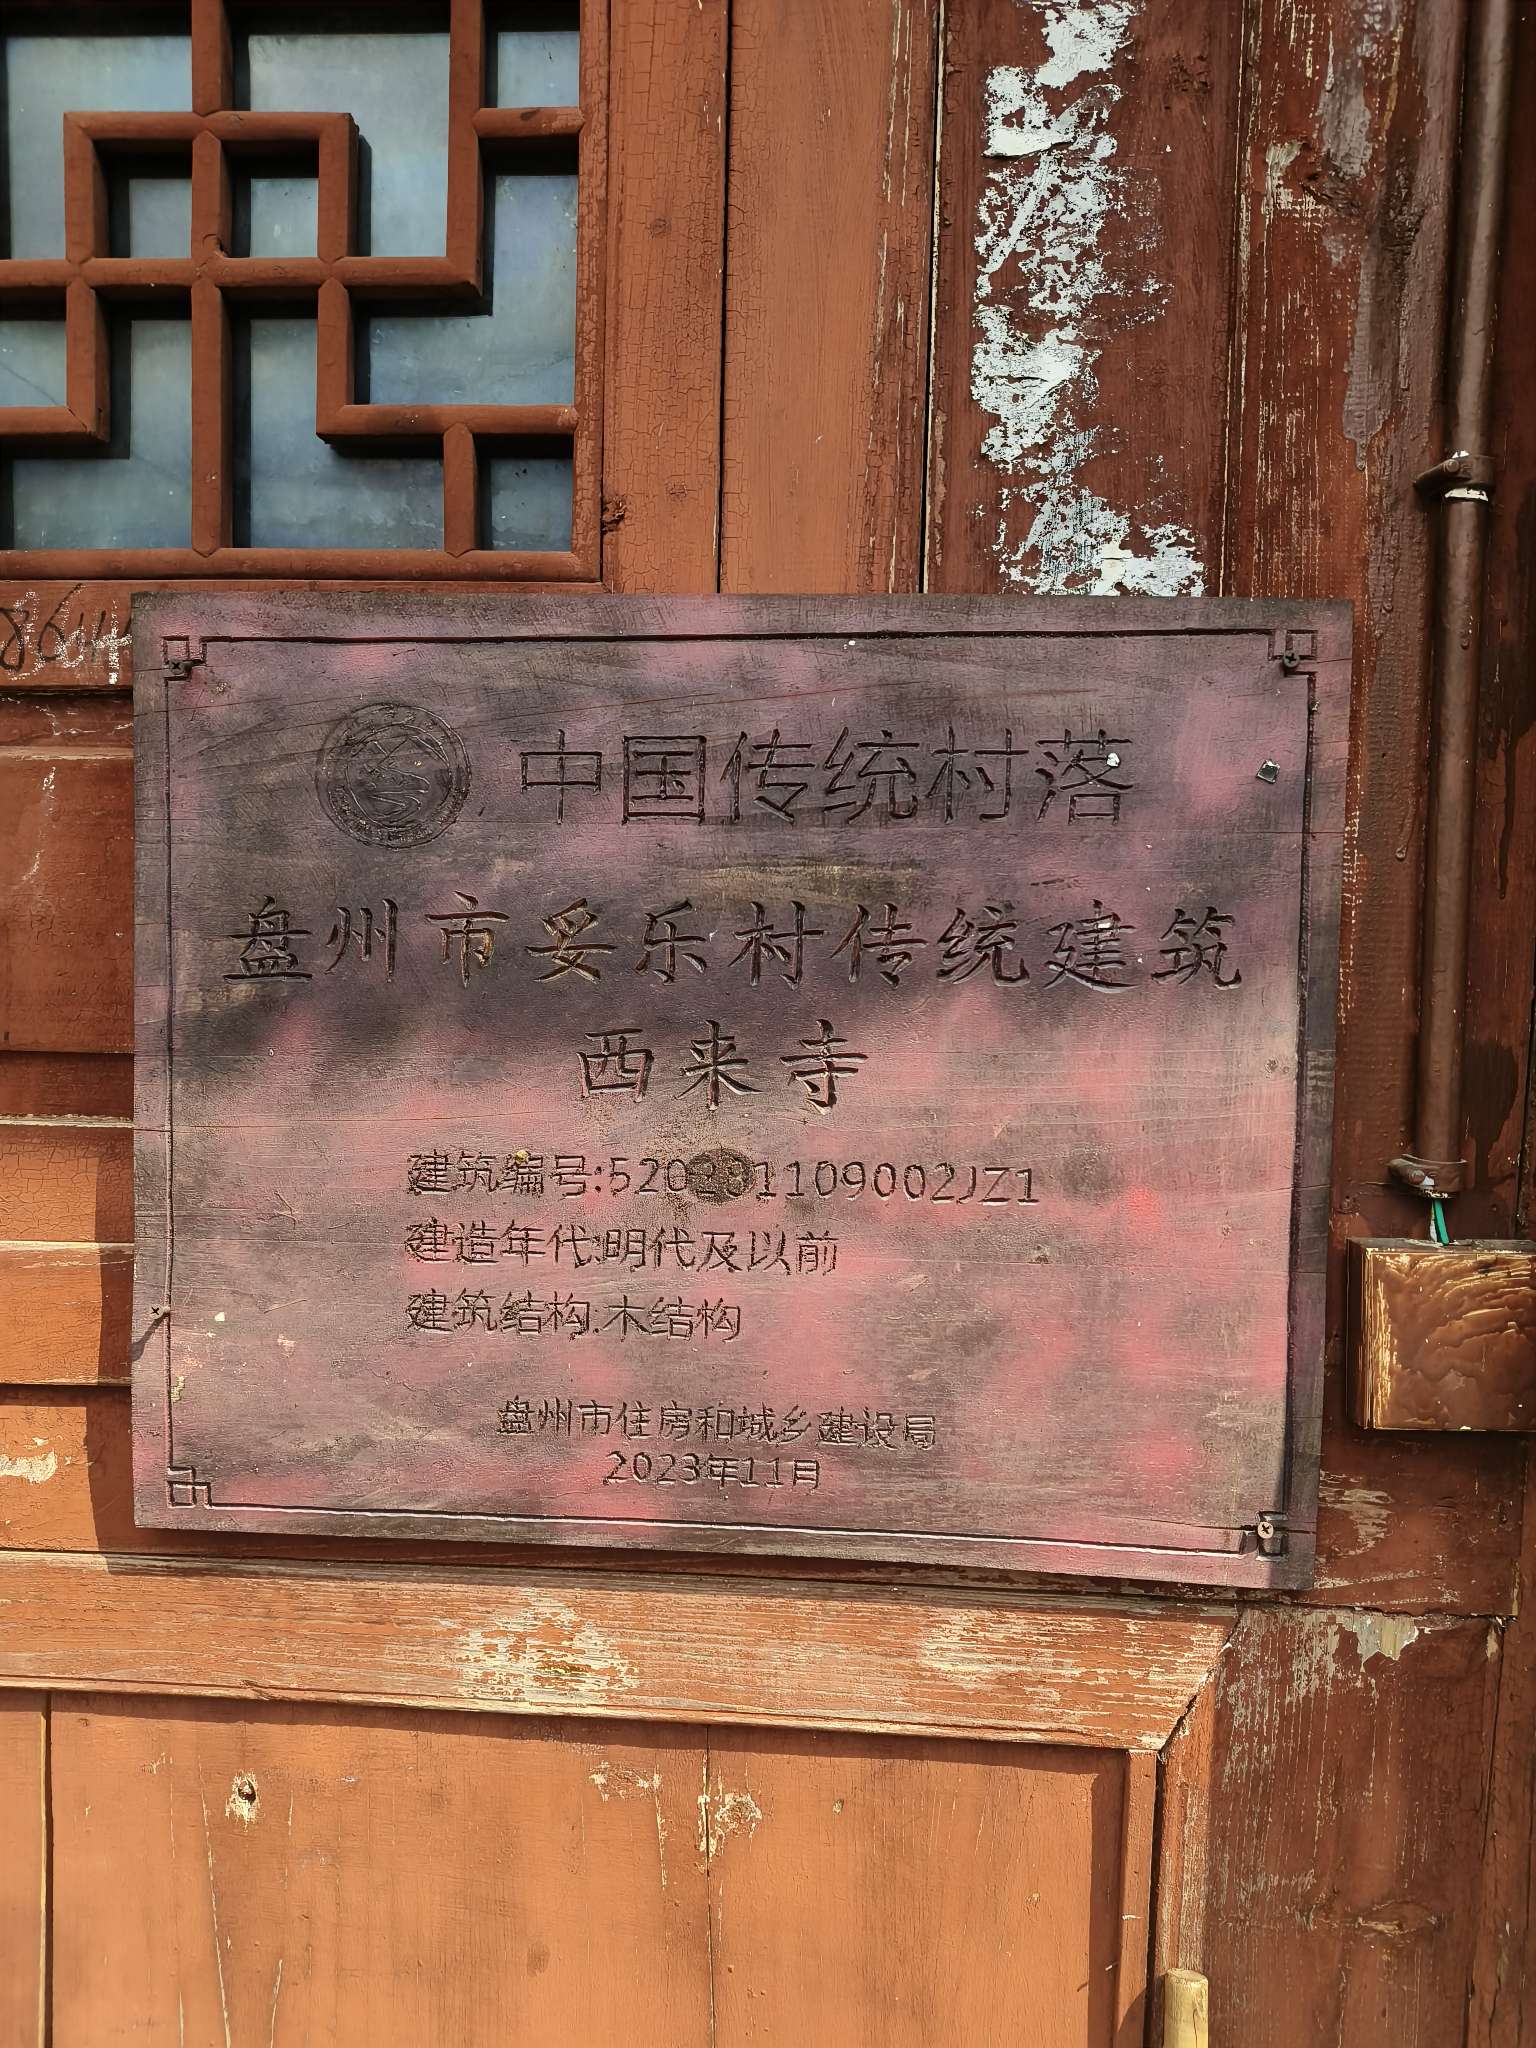 中国传统村落
盘州市妥乐村传统建筑
西来寺
建筑编号:520281109002JZ1
建造年代:明代及以前
建筑结构:木结构
盘州市住房和城乡建设局
2023年11月